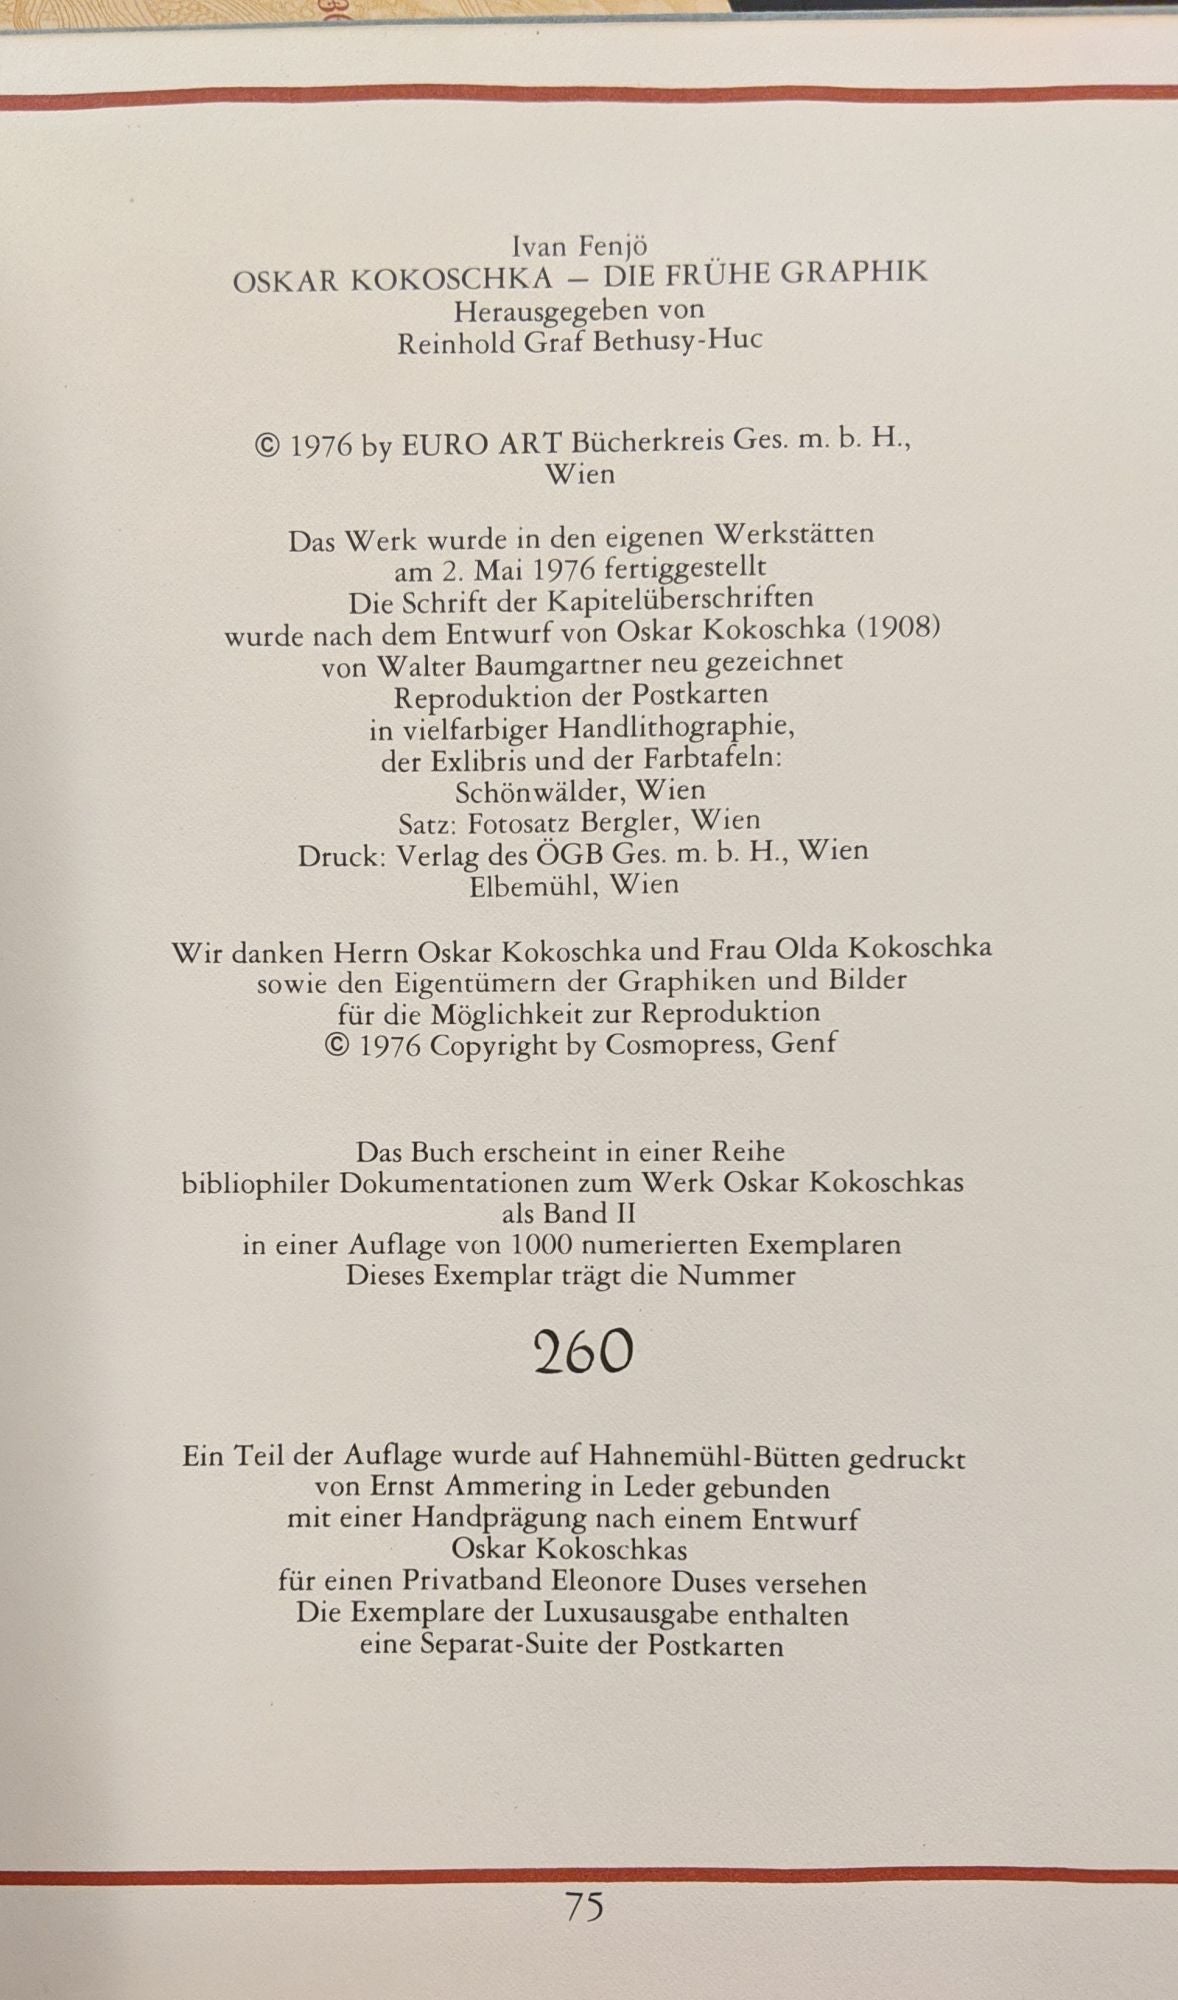 Ivan Fenjö
OSKAR KOKOSCHKA – DIE FRÜHE GRAPHIK
Herausgegeben von
Reinhold Graf Bethusy-Huc
© 1976 by EURO ART Bücherkreis Ges. m. b. H.,
Wien
Das Werk wurde in den eigenen Werkstätten
am 2. Mai 1976 fertiggestellt
Die Schrift der Kapitelüberschriften
wurde nach dem Entwurf von Oskar Kokoschka (1908)
von Walter Baumgartner neu gezeichnet
Reproduktion der Postkarten
in vielfarbiger Handlithographie,
der Exlibris und der Farbtafeln:
Schönwälder, Wien
Satz: Fotosatz Bergler, Wien
Druck: Verlag des ÖGB Ges. m. b. H., Wien
Elbemühl, Wien
Wir danken Herrn Oskar Kokoschka und Frau Olda Kokoschka
sowie den Eigentümern der Graphiken und Bilder
für die Möglichkeit zur Reproduktion
© 1976 Copyright by Cosmopress, Genf
Das Buch erscheint in einer Reihe
bibliophiler Dokumentationen zum Werk Oskar Kokoschkas
als Band II
in einer Auflage von 1000 numerierten Exemplaren
Dieses Exemplar trägt die Nummer
260
Ein Teil der Auflage wurde auf Hahnemühl-Bütten gedruckt
von Ernst Ammering in Leder gebunden
mit einer Handprägung nach einem Entwurf
Oskar Kokoschkas
für einen Privatband Eleonore Duses versehen
Die Exemplare der Luxusausgabe enthalten
eine Separat-Suite der Postkarten
75